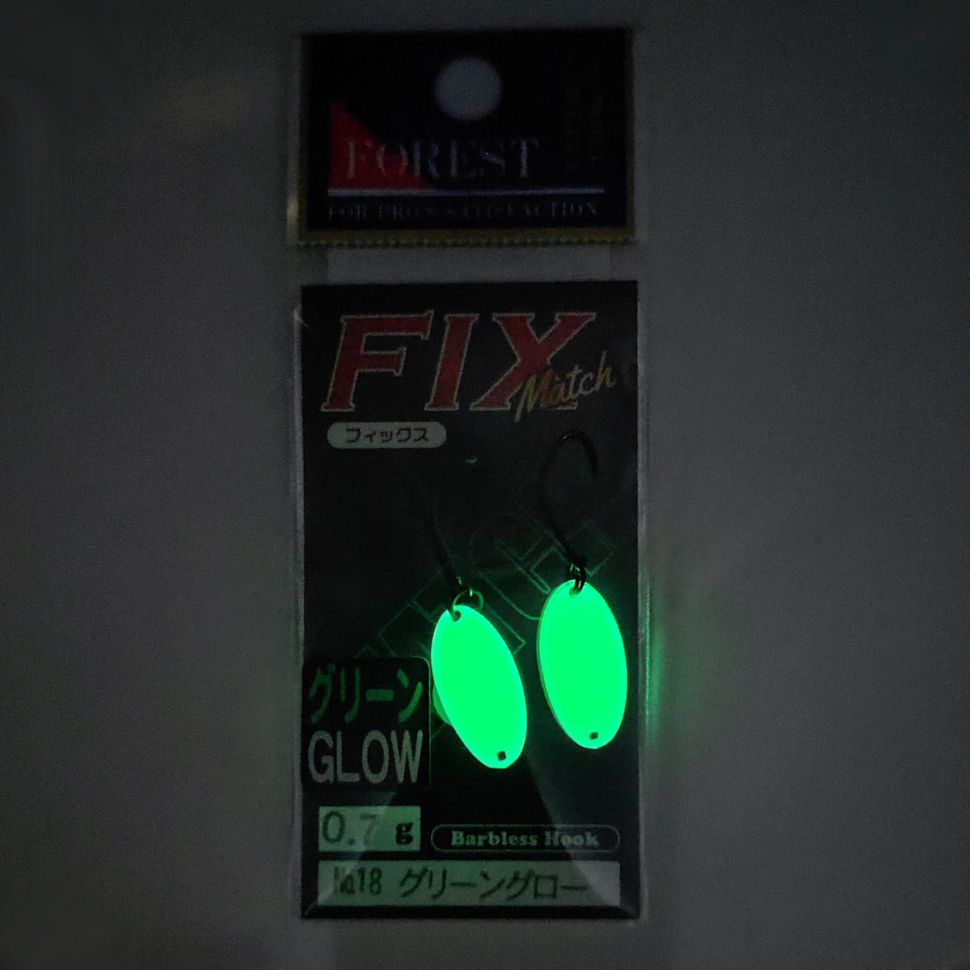 FOREST
FOR PRO'S SATISFACTION
FIX
Match
フィックス
グリーン
GLOW
0.7 g
Barbless Hook
№18 グリーングロー